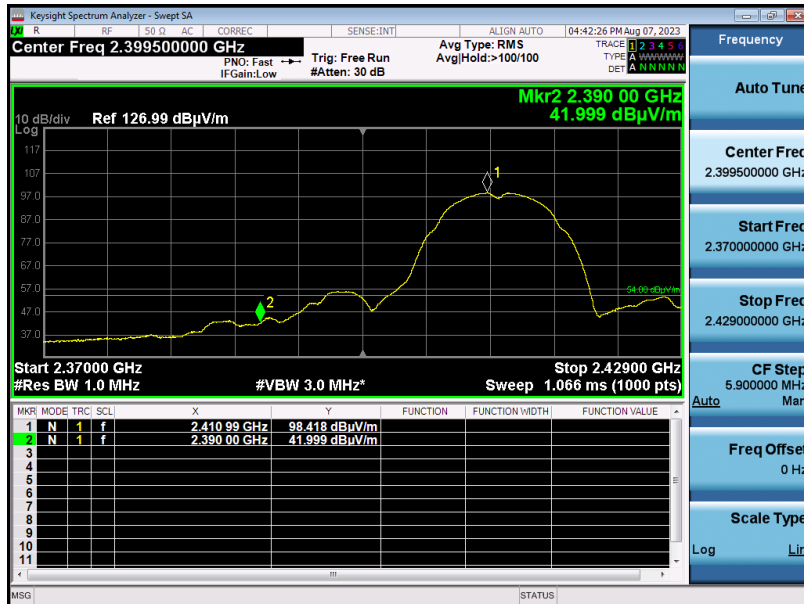 Keysight Spectrum Analyzer - Swept SA
R RF 50 Ω AC CORREC SENSE:INT ALIGN AUTO 04:42:26 PM Aug 07, 2023
Center Freq 2.399500000 GHz
PNO: Fast
IFGain:Low
Trig: Free Run
#Atten: 30 dB
Avg Type: RMS
Avg|Hold:>100/100
TRACE 1 2 3 4 5 6
TYPE A WWWWW
DET A N N N N N
Mkr2 2.390 00 GHz
41.999 dBµV/m
10 dB/div Ref 126.99 dBµV/m
Log
117
107
97.0
87.0
77.0
67.0
57.0
47.0
37.0
1
2
54.00 dBµV/m
Start 2.37000 GHz Stop 2.42900 GHz
#Res BW 1.0 MHz #VBW 3.0 MHz* Sweep 1.066 ms (1000 pts)
MKR MODE TRC SCL X Y FUNCTION FUNCTION WIDTH FUNCTION VALUE
1 N 1 f 2.410 99 GHz 98.418 dBµV/m
2 N 1 f 2.390 00 GHz 41.999 dBµV/m
3
4
5
6
7
8
9
10
11
MSG STATUS
Frequency
Auto Tune
Center Freq
2.399500000 GHz
Start Freq
2.370000000 GHz
Stop Freq
2.429000000 GHz
CF Step
5.900000 MHz
Auto Man
Freq Offset
0 Hz
Scale Type
Log Lin